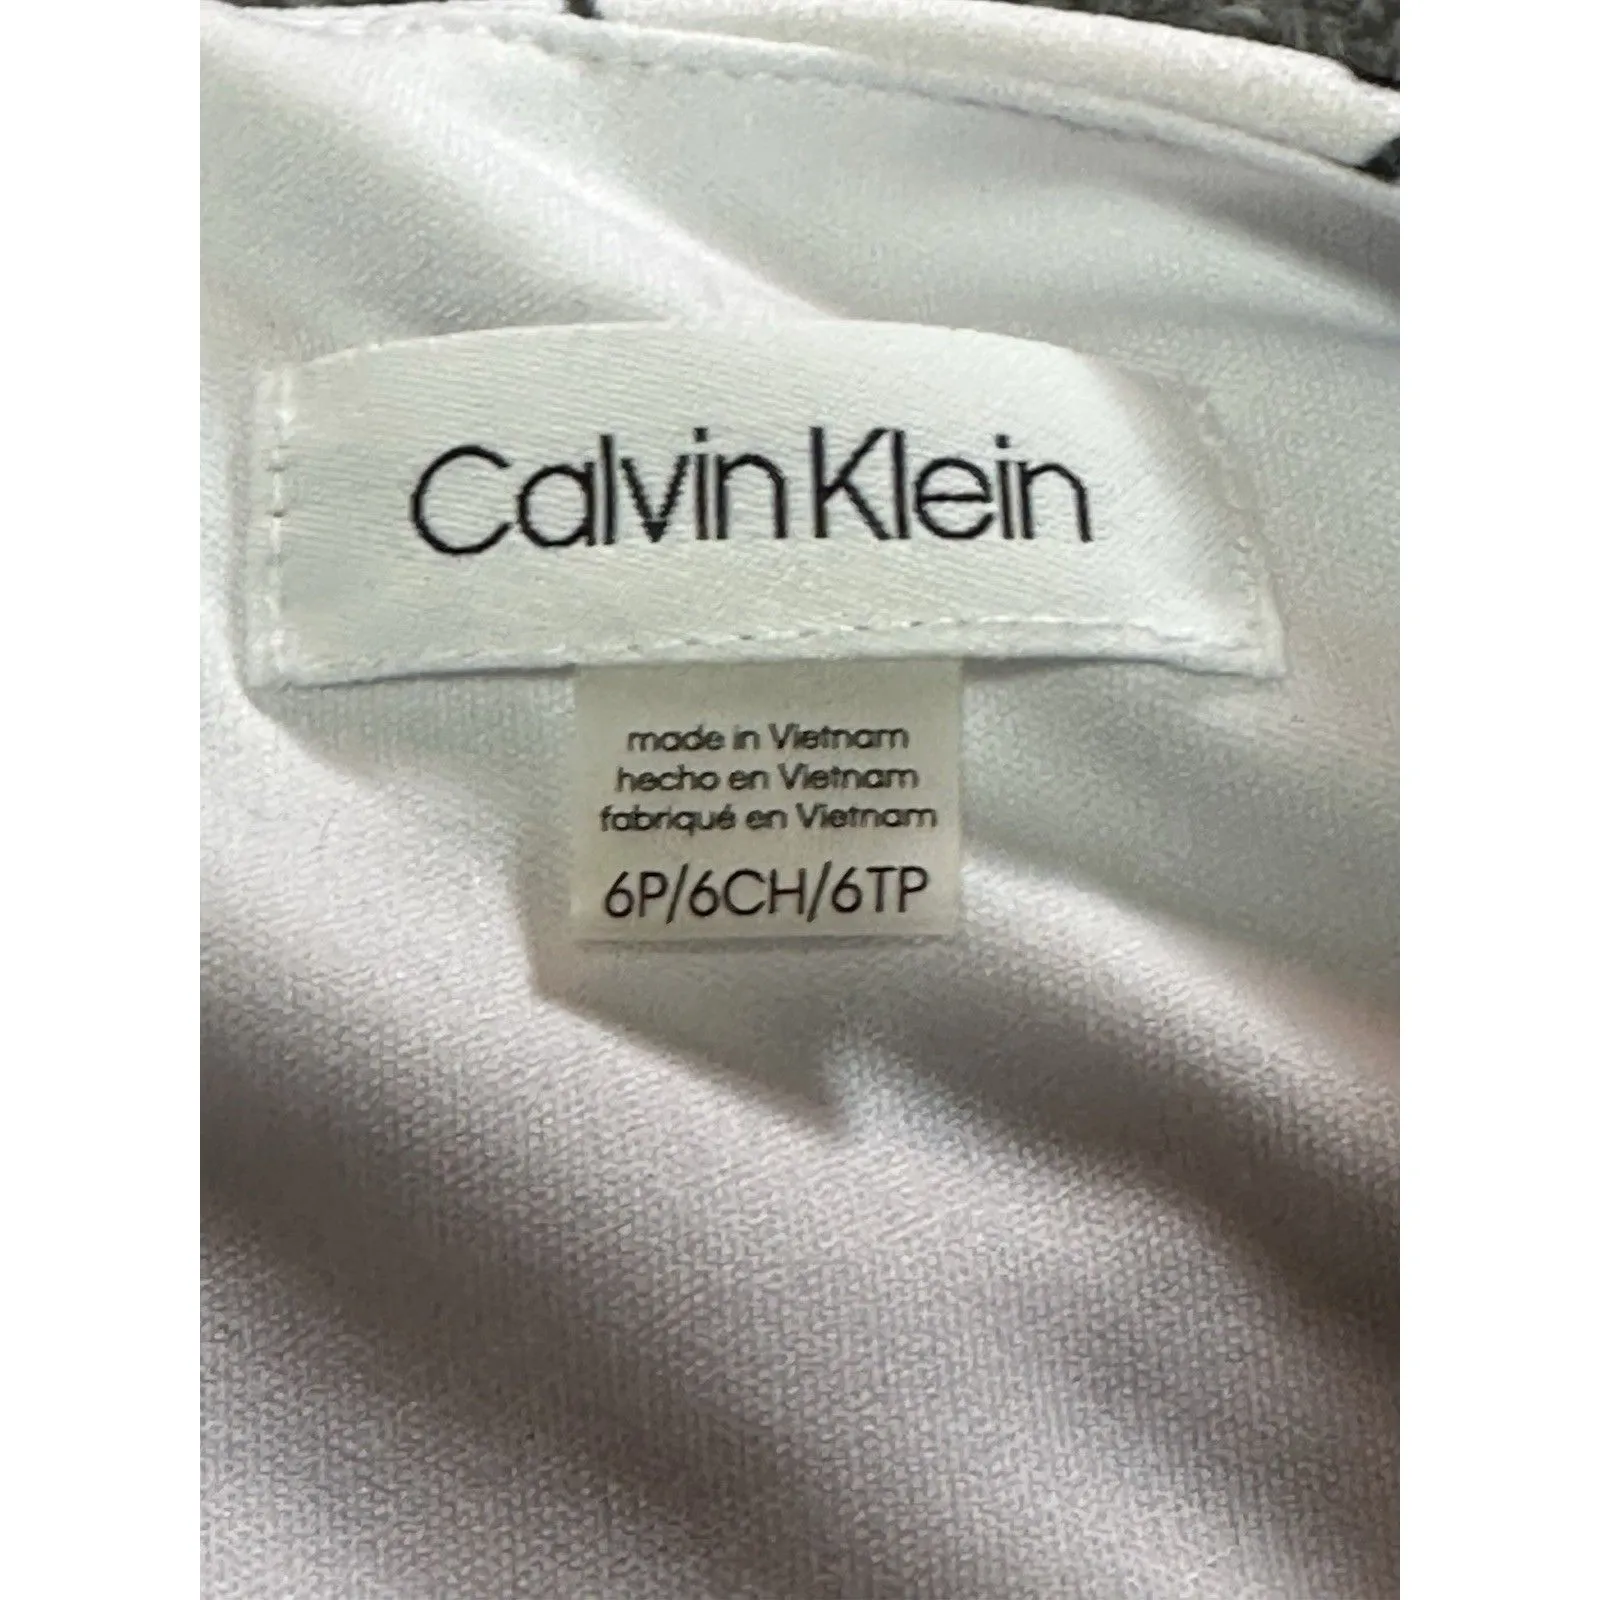 Calvin Klein
made in Vietnam
hecho en Vietnam
fabriqué en Vietnam
6P/6CH/6TP